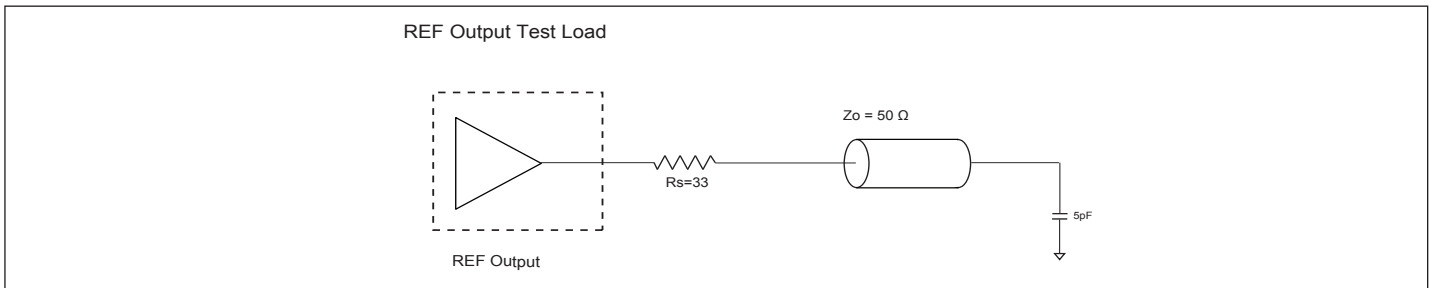 REF Output Test Load
Zo = 50 Ω
Rs=33
5pF
REF Output